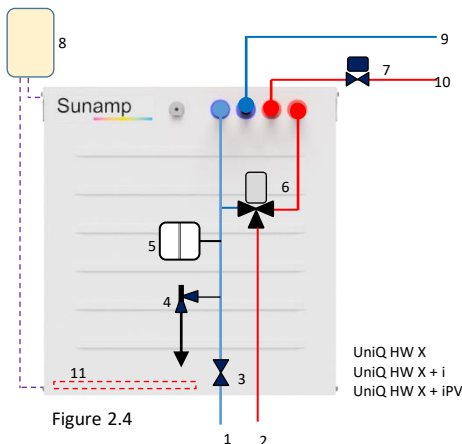 8
9
7
10
Sunamp
6
5
4
UniQ HW X
UniQ HW X + i
UniQ HW X + iPV
11
3
Figure 2.4
1
2